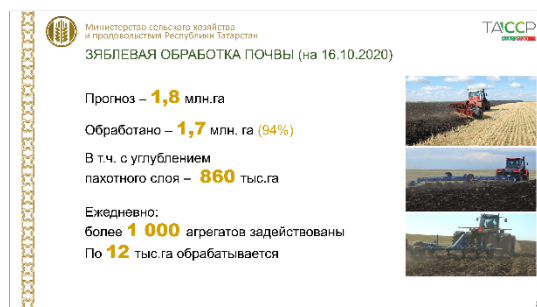 Министерство сельского хозяйства
и продовольствия Республики Татарстан
ТАССР
ЗЯБЛЕВАЯ ОБРАБОТКА ПОЧВЫ (на 16.10.2020)
Прогноз – 1,8 млн.га
Обработано – 1,7 млн. га (94%)
В т.ч. с углублением
пахотного слоя – 860 тыс.га
Ежедневно:
более 1 000 агрегатов задействованы
По 12 тыс.га обрабатывается